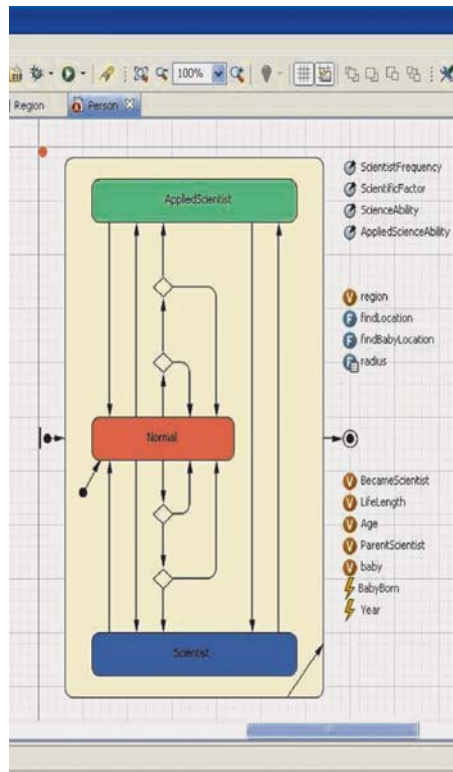 010
100%
Region
Person
AppliedScientist
Normal
Scientist
ScientistFrequency
ScientificFactor
ScienceAbility
AppliedScienceAbility
V region
F findLocation
F findBabyLocation
F radius
V BecameScientist
V LifeLength
V Age
V ParentScientist
V baby
BabyBorn
Year